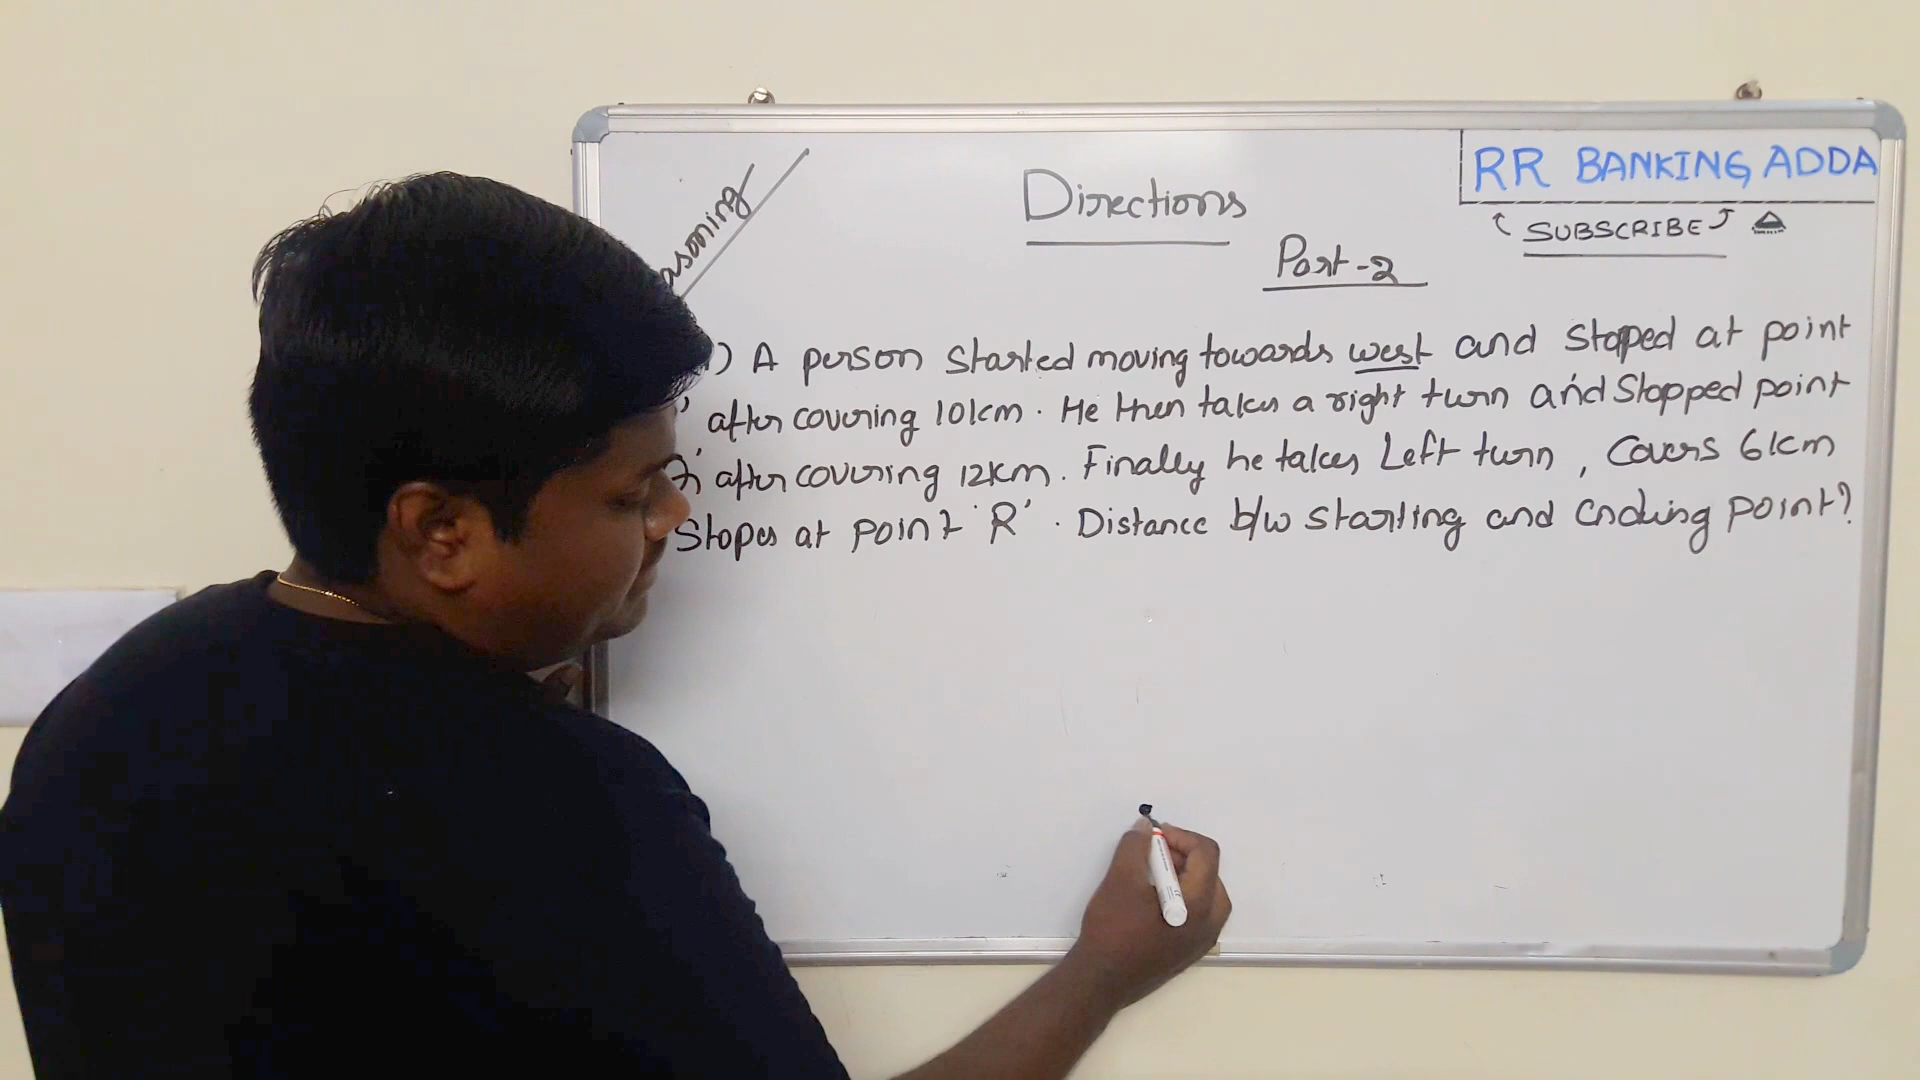 RR BANKING ADDA
SUBSCRIBE
Directions
Part-2
1) A person started moving towards west and stoped at point
after covering 10km. He then takes a right turn and Stopped point
after covering 12km. Finally he takes Left turn, Covers 6km
Stopes at point 'R'. Distance b/w starting and ending point?